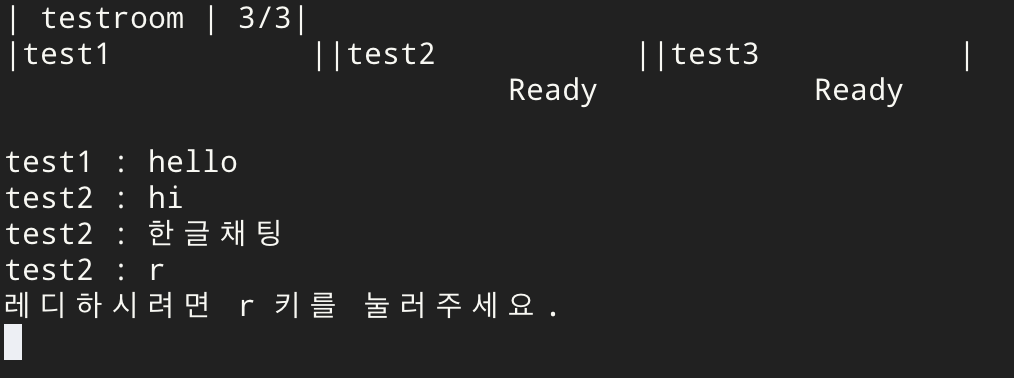 | testroom | 3/3|
|test1           ||test2           ||test3           |
                            Ready            Ready
test1 : hello
test2 : hi
test2 : 한글채팅
test2 : r
레디하시려면 r 키를 눌러주세요.